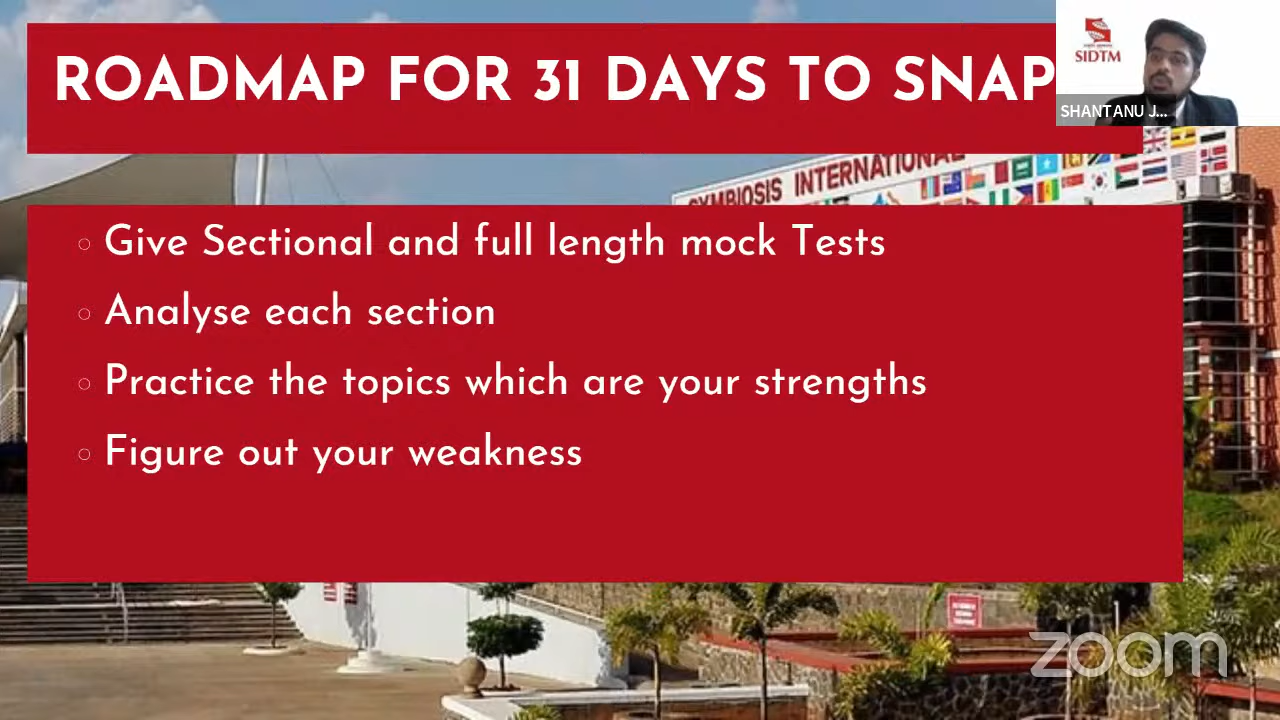 ROADMAP FOR 31 DAYS TO SNAP
SIDTM
SHANTANU J...
SYMBIOSIS INTERNATIONAL
Give Sectional and full length mock Tests
Analyse each section
Practice the topics which are your strengths
Figure out your weakness
zoom